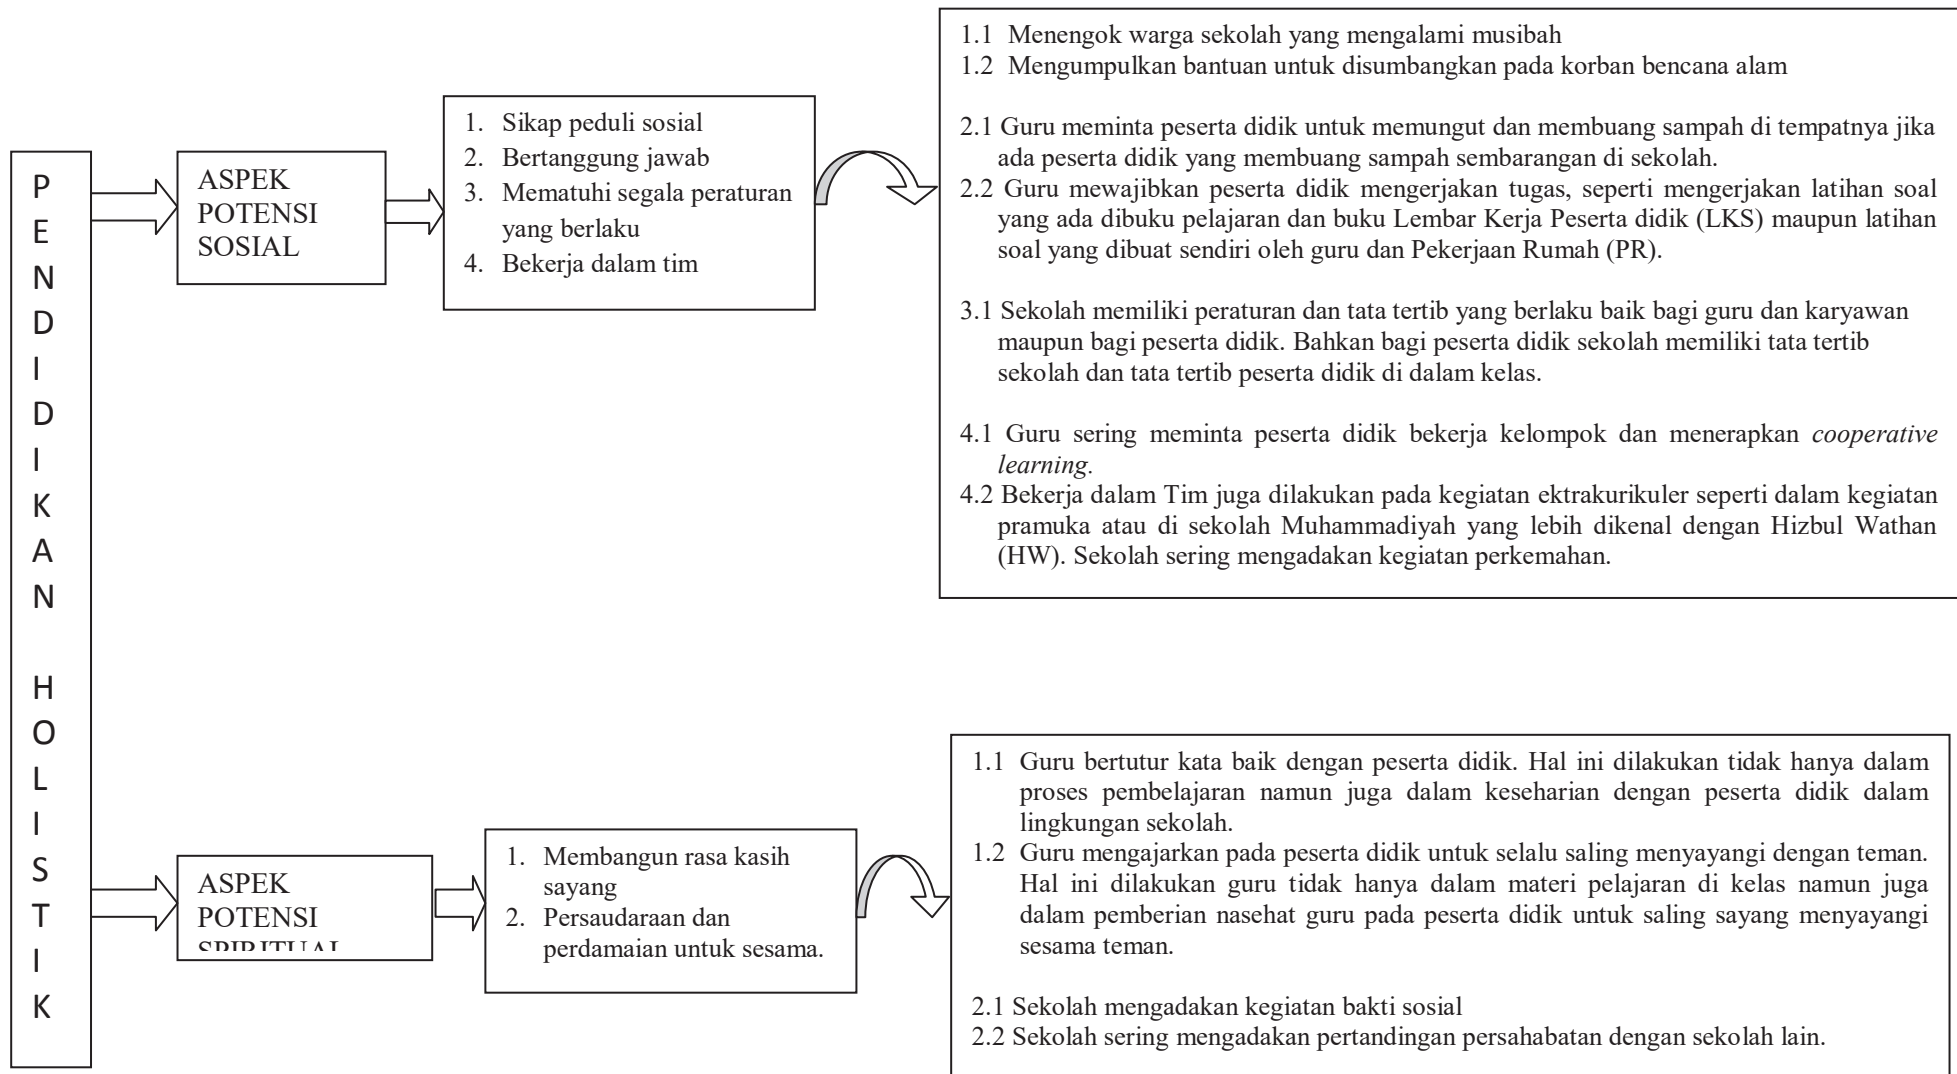 PENDIDIKAN HOLISTIK
ASPEK
POTENSI
SOSIAL
1. Sikap peduli sosial
2. Bertanggung jawab
3. Mematuhi segala peraturan
yang berlaku
4. Bekerja dalam tim
1.1 Menengok warga sekolah yang mengalami musibah
1.2 Mengumpulkan bantuan untuk disumbangkan pada korban bencana alam
2.1 Guru meminta peserta didik untuk memungut dan membuang sampah di tempatnya jika
ada peserta didik yang membuang sampah sembarangan di sekolah.
2.2 Guru mewajibkan peserta didik mengerjakan tugas, seperti mengerjakan latihan soal
yang ada dibuku pelajaran dan buku Lembar Kerja Peserta didik (LKS) maupun latihan
soal yang dibuat sendiri oleh guru dan Pekerjaan Rumah (PR).
3.1 Sekolah memiliki peraturan dan tata tertib yang berlaku baik bagi guru dan karyawan
maupun bagi peserta didik. Bahkan bagi peserta didik sekolah memiliki tata tertib
sekolah dan tata tertib peserta didik di dalam kelas.
4.1 Guru sering meminta peserta didik bekerja kelompok dan menerapkan cooperative
learning.
4.2 Bekerja dalam Tim juga dilakukan pada kegiatan ektrakurikuler seperti dalam kegiatan
pramuka atau di sekolah Muhammadiyah yang lebih dikenal dengan Hizbul Wathan
(HW). Sekolah sering mengadakan kegiatan perkemahan.
ASPEK
POTENSI
SPIRITUAL
1. Membangun rasa kasih
sayang
2. Persaudaraan dan
perdamaian untuk sesama.
1.1 Guru bertutur kata baik dengan peserta didik. Hal ini dilakukan tidak hanya dalam
proses pembelajaran namun juga dalam keseharian dengan peserta didik dalam
lingkungan sekolah.
1.2 Guru mengajarkan pada peserta didik untuk selalu saling menyayangi dengan teman.
Hal ini dilakukan guru tidak hanya dalam materi pelajaran di kelas namun juga
dalam pemberian nasehat guru pada peserta didik untuk saling sayang menyayangi
sesama teman.
2.1 Sekolah mengadakan kegiatan bakti sosial
2.2 Sekolah sering mengadakan pertandingan persahabatan dengan sekolah lain.